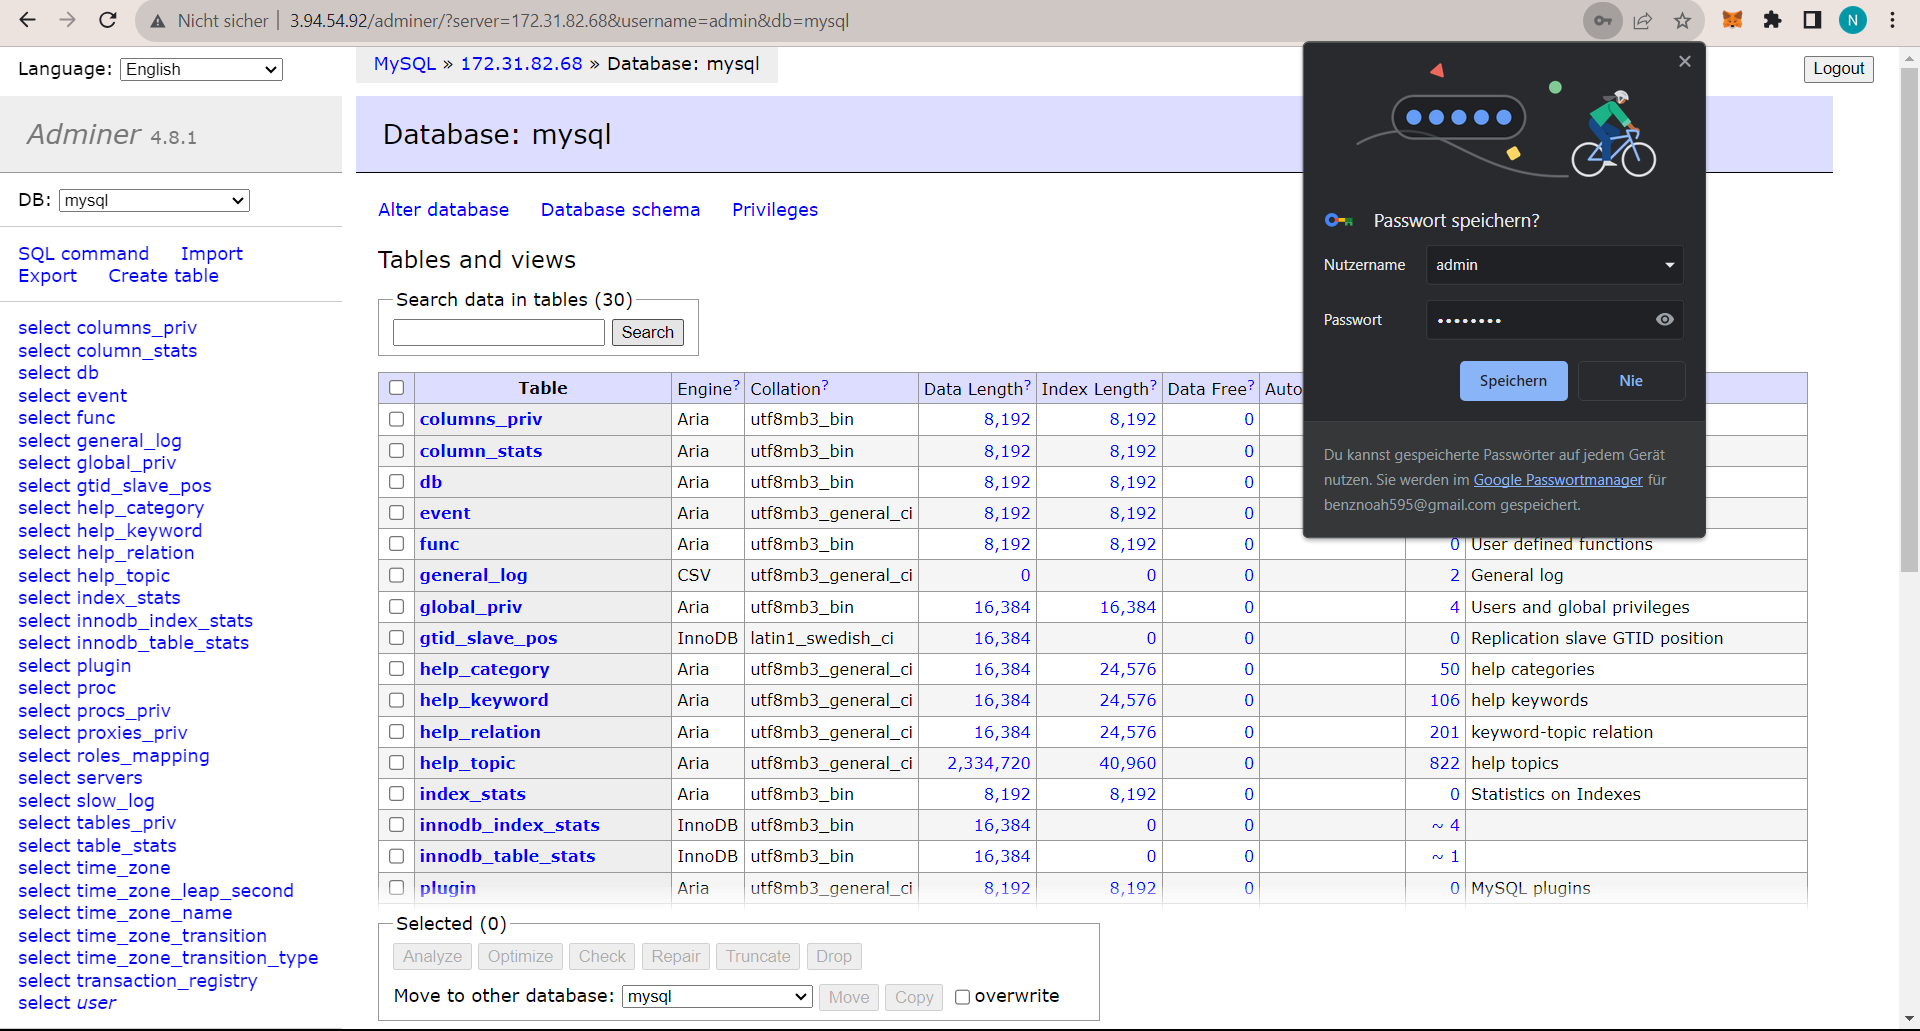 Nicht sicher 3.94.54.92/adminer/?server=172.31.82.68&username=admin&db=mysql
N
Language: English
MySQL » 172.31.82.68 » Database: mysql
Logout
Adminer 4.8.1
Database: mysql
DB: mysql
Alter database Database schema Privileges
SQL command Import
Export Create table
Tables and views
Search data in tables (30)
Search
select columns_priv
select column_stats
select db
select event
select func
select general_log
select global_priv
select gtid_slave_pos
select help_category
select help_keyword
select help_relation
select help_topic
select index_stats
select innodb_index_stats
select innodb_table_stats
select plugin
select proc
select procs_priv
select proxies_priv
select roles_mapping
select servers
select slow_log
select tables_priv
select table_stats
select time_zone
select time_zone_leap_second
select time_zone_name
select time_zone_transition
select time_zone_transition_type
select transaction_registry
select user
Table Engine? Collation? Data Length? Index Length? Data Free? Auto
columns_priv Aria utf8mb3_bin 8,192 8,192 0
column_stats Aria utf8mb3_bin 8,192 8,192 0
db Aria utf8mb3_bin 8,192 8,192 0
event Aria utf8mb3_general_ci 8,192 8,192 0
func Aria utf8mb3_bin 8,192 8,192 0 0 User defined functions
general_log CSV utf8mb3_general_ci 0 0 0 2 General log
global_priv Aria utf8mb3_bin 16,384 16,384 0 4 Users and global privileges
gtid_slave_pos InnoDB latin1_swedish_ci 16,384 0 0 0 Replication slave GTID position
help_category Aria utf8mb3_general_ci 16,384 24,576 0 50 help categories
help_keyword Aria utf8mb3_general_ci 16,384 24,576 0 106 help keywords
help_relation Aria utf8mb3_general_ci 16,384 24,576 0 201 keyword-topic relation
help_topic Aria utf8mb3_general_ci 2,334,720 40,960 0 822 help topics
index_stats Aria utf8mb3_bin 8,192 8,192 0 0 Statistics on Indexes
innodb_index_stats InnoDB utf8mb3_bin 16,384 0 0 ~ 4
innodb_table_stats InnoDB utf8mb3_bin 16,384 0 0 ~ 1
plugin Aria utf8mb3_general_ci 8,192 8,192 0 0 MySQL plugins
Selected (0)
Analyze Optimize Check Repair Truncate Drop
Move to other database: mysql Move Copy overwrite
Passwort speichern?
Nutzername admin
Passwort ••••••••
Speichern Nie
Du kannst gespeicherte Passwörter auf jedem Gerät
nutzen. Sie werden im Google Passwortmanager für
benznoah595@gmail.com gespeichert.